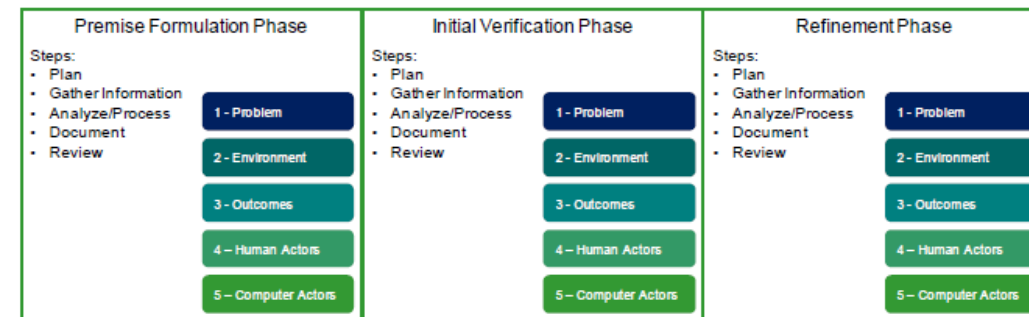 Premise Formulation Phase
Steps:
• Plan
• Gather Information
• Analyze/Process
• Document
• Review
1 - Problem
2 - Environment
3 - Outcomes
4 – Human Actors
5 – Computer Actors
Initial Verification Phase
Steps:
• Plan
• Gather Information
• Analyze/Process
• Document
• Review
1 - Problem
2 - Environment
3 - Outcomes
4 – Human Actors
5 – Computer Actors
Refinement Phase
Steps:
• Plan
• Gather Information
• Analyze/Process
• Document
• Review
1 - Problem
2 - Environment
3 - Outcomes
4 – Human Actors
5 – Computer Actors